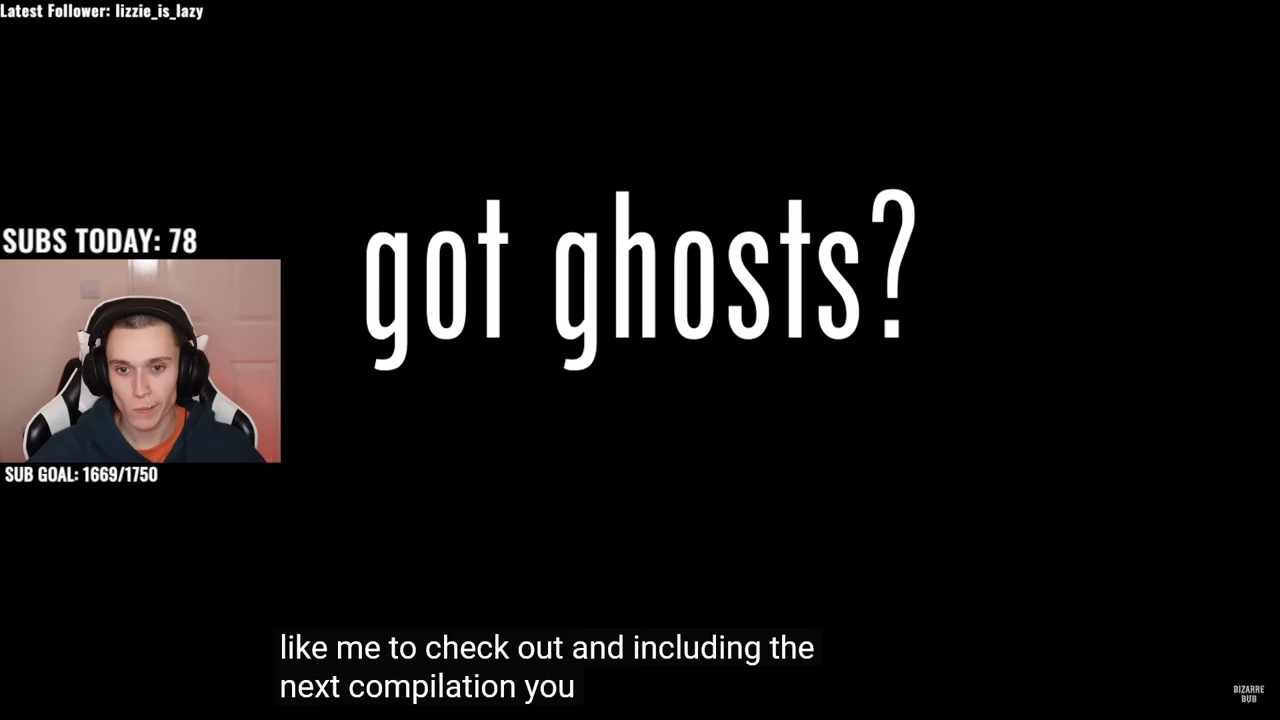 Latest Follower: lizzie_is_lazy
got ghosts?
SUBS TODAY: 78
SUB GOAL: 1669/1750
like me to check out and including the
next compilation you
BIZARRE
BUB